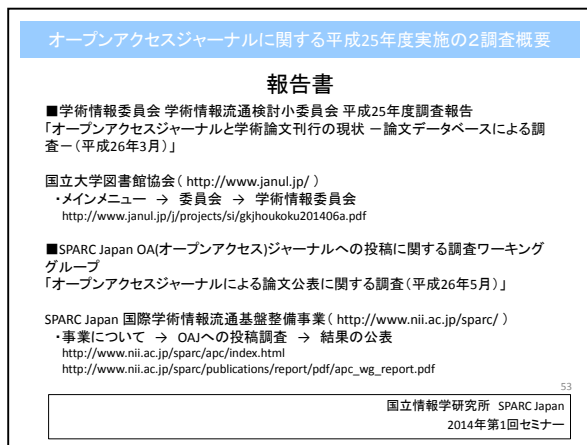 オープンアクセスジャーナルに関する平成25年度実施の2調査概要
報告書
■学術情報委員会 学術情報流通検討小委員会 平成25年度調査報告
「オープンアクセスジャーナルと学術論文刊行の現状 －論文データベースによる調
査－（平成26年3月）」
国立大学図書館協会（ http://www.janul.jp/ ）
・メインメニュー → 委員会 → 学術情報委員会
http://www.janul.jp/j/projects/si/gkjhoukoku201406a.pdf
■SPARC Japan OA(オープンアクセス)ジャーナルへの投稿に関する調査ワーキング
グループ
「オープンアクセスジャーナルによる論文公表に関する調査（平成26年5月）」
SPARC Japan 国際学術情報流通基盤整備事業（ http://www.nii.ac.jp/sparc/ ）
・事業について → OAJへの投稿調査 → 結果の公表
http://www.nii.ac.jp/sparc/apc/index.html
http://www.nii.ac.jp/sparc/publications/report/pdf/apc_wg_report.pdf
53
国立情報学研究所 SPARC Japan
2014年第1回セミナー